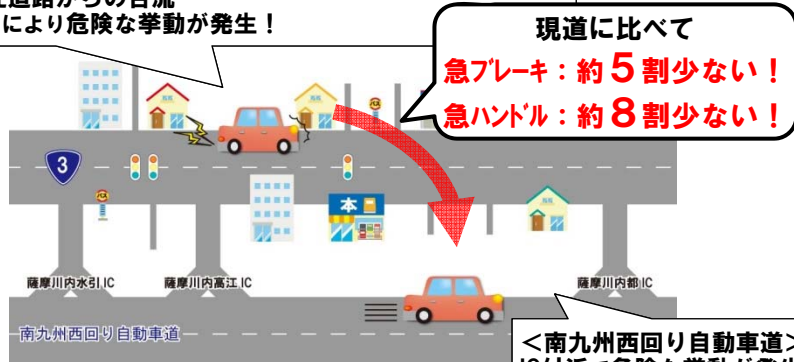 により危険な挙動が発生！
現道に比べて
急ブレーキ：約５割少ない！
急ハンドル：約８割少ない！
3
バス
バス
本
薩摩川内水引IC
薩摩川内高江IC
薩摩川内都IC
南九州西回り自動車道
＜南九州西回り自動車道＞